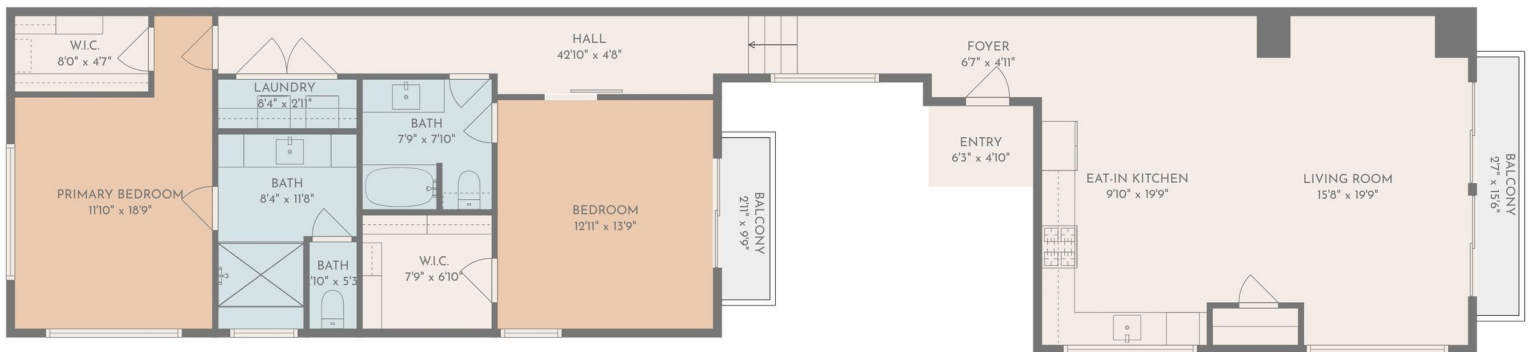 W.I.C.
8'0" x 4'7"
HALL
42'10" x 4'8"
FOYER
6'7" x 4'11"
LAUNDRY
8'4" x 2'11"
BATH
7'9" x 7'10"
ENTRY
6'3" x 4'10"
PRIMARY BEDROOM
11'10" x 18'9"
BATH
8'4" x 11'8"
BEDROOM
12'11" x 13'9"
BALCONY
2'11" x 9'9"
EAT-IN KITCHEN
9'10" x 19'9"
LIVING ROOM
15'8" x 19'9"
BALCONY
2'7" x 15'6"
BATH
'10" x 5'3
W.I.C.
7'9" x 6'10"